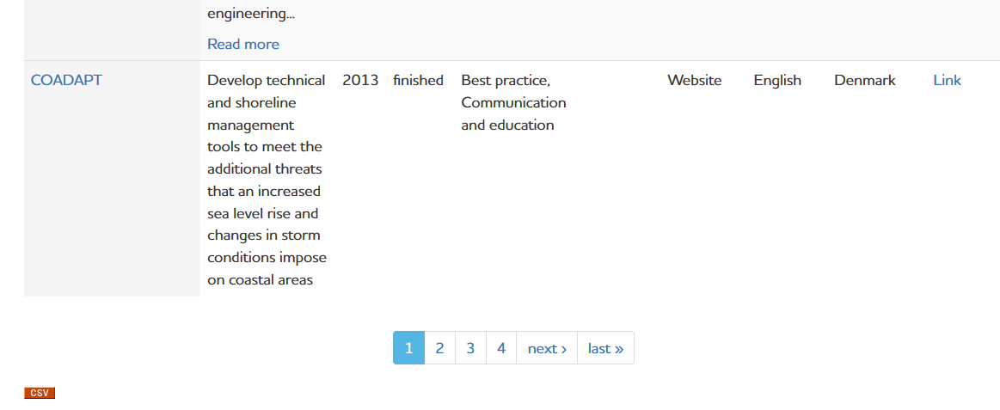 engineering...
Read more
COADAPT Develop technical 2013 finished Best practice, Website English Denmark Link
and shoreline Communication
management and education
tools to meet the
additional threats
that an increased
sea level rise and
changes in storm
conditions impose
on coastal areas
1 2 3 4 next › last »
CSV